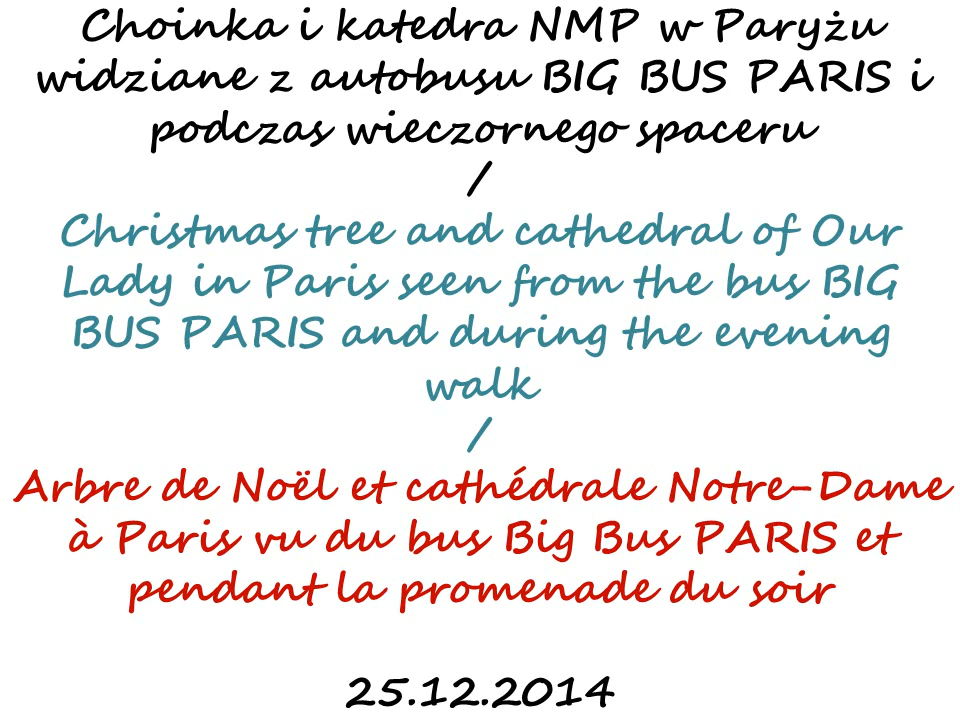 Choinka i katedra NMP w Paryżu
widziane z autobusu BIG BUS PARIS i
podczas wieczornego spaceru
/
Christmas tree and cathedral of Our
Lady in Paris seen from the bus BIG
BUS PARIS and during the evening
walk
/
Arbre de Noël et cathédrale Notre-Dame
à Paris vu du bus Big Bus PARIS et
pendant la promenade du soir
25.12.2014